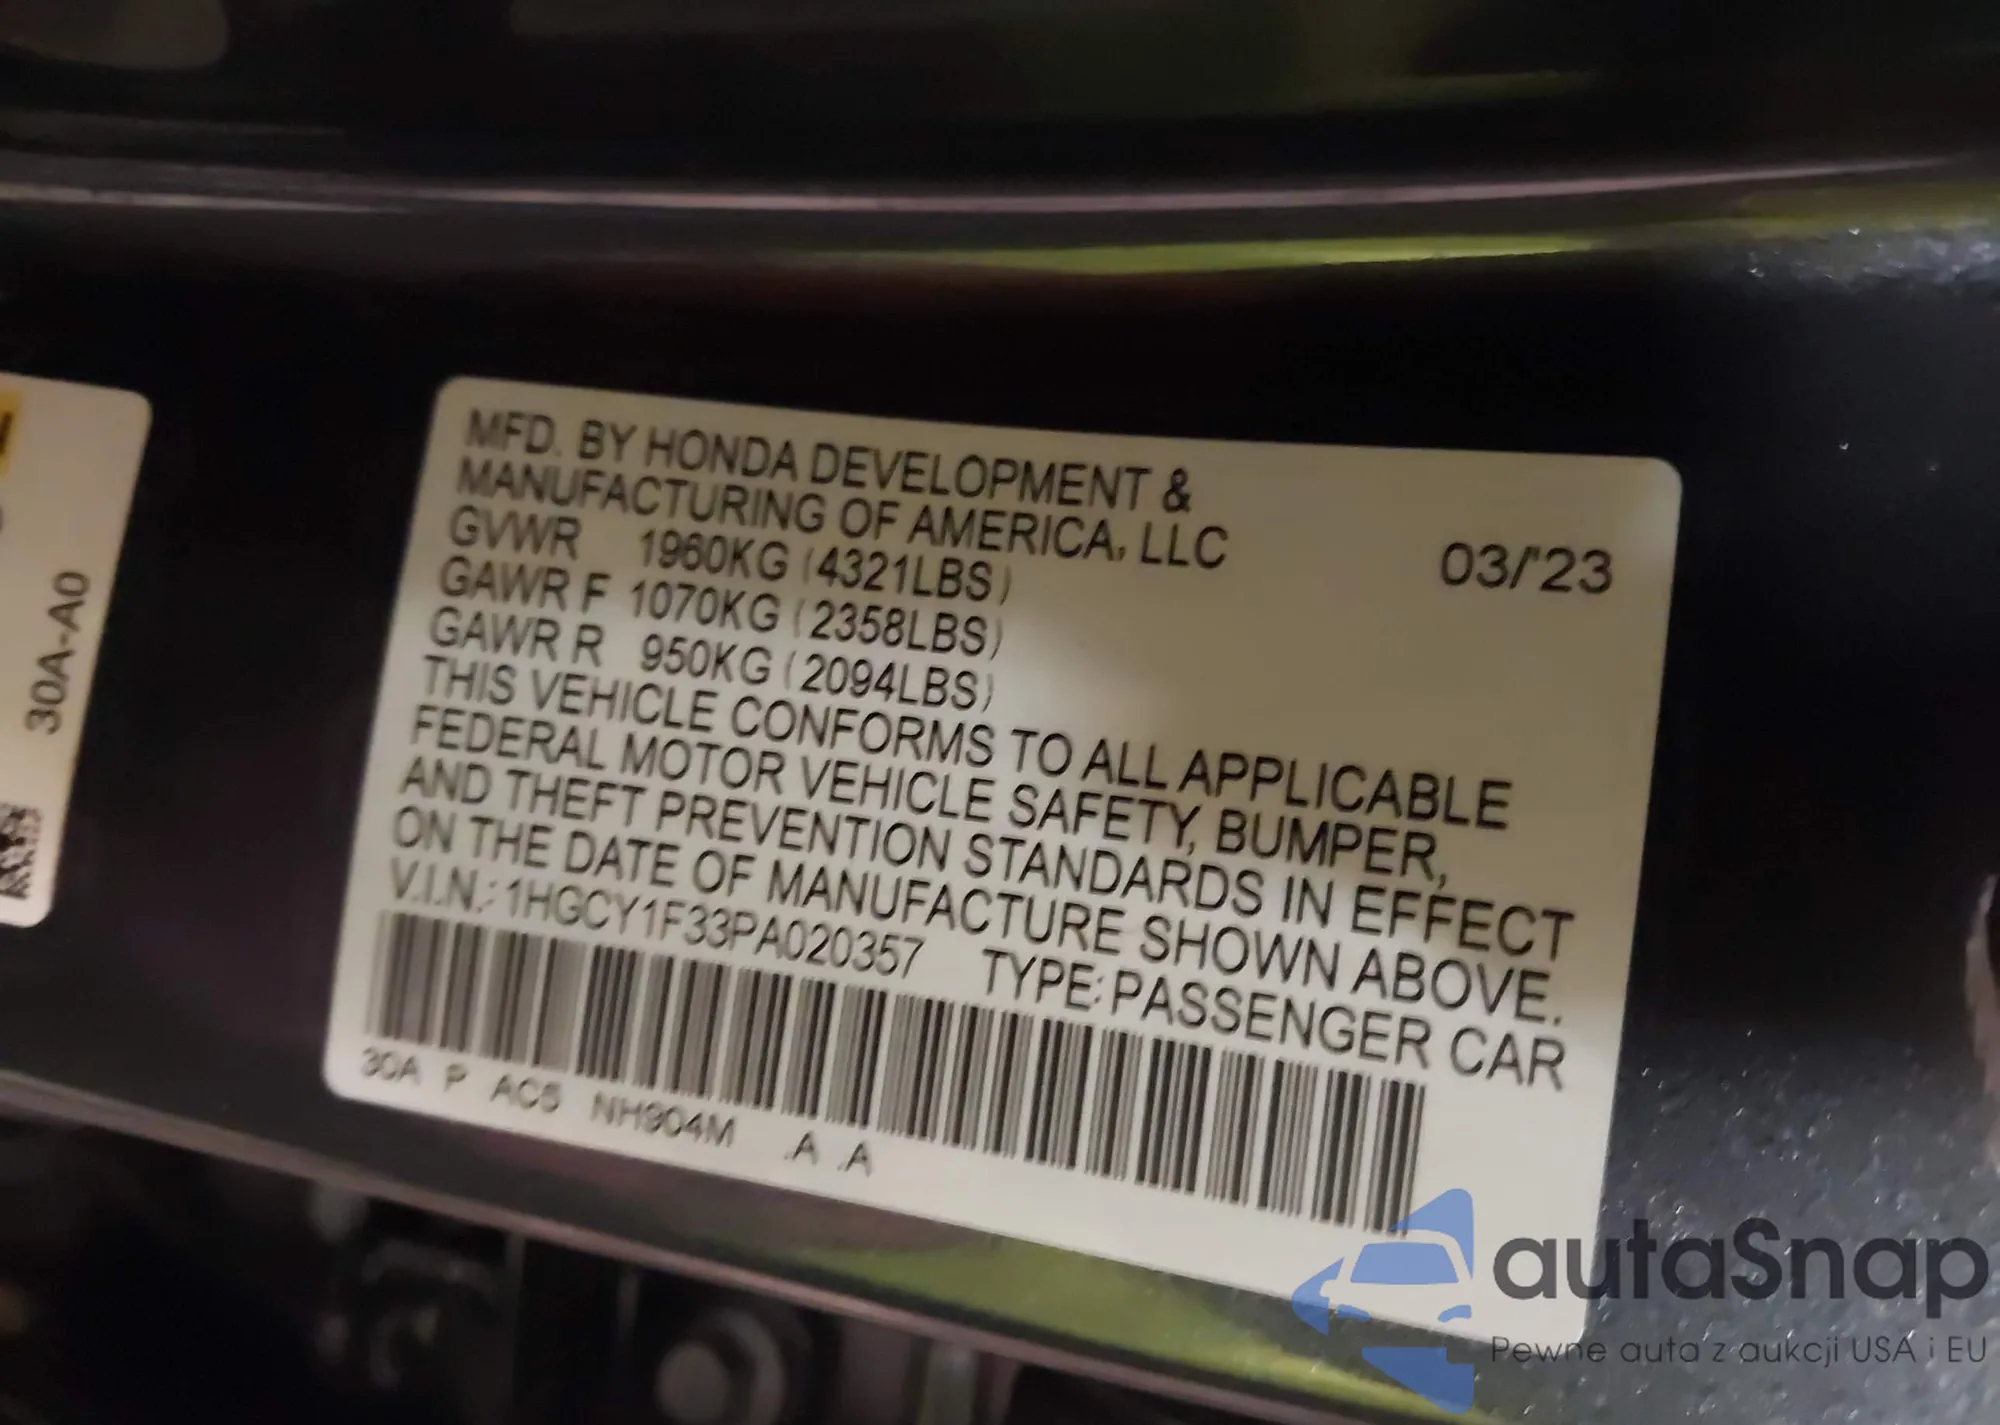 MFD. BY HONDA DEVELOPMENT &
MANUFACTURING OF AMERICA, LLC
03/'23
GVWR 1960KG (4321LBS)
GAWR F 1070KG (2358LBS)
GAWR R 950KG (2094LBS)
THIS VEHICLE CONFORMS TO ALL APPLICABLE
FEDERAL MOTOR VEHICLE SAFETY, BUMPER,
AND THEFT PREVENTION STANDARDS IN EFFECT
ON THE DATE OF MANUFACTURE SHOWN ABOVE.
V.I.N.: 1HGCY1F33PA020357 TYPE: PASSENGER CAR
30A P AC5 NH904M .A .A
30A-A0
autaSnap
Pewne auta z aukcji USA i EU